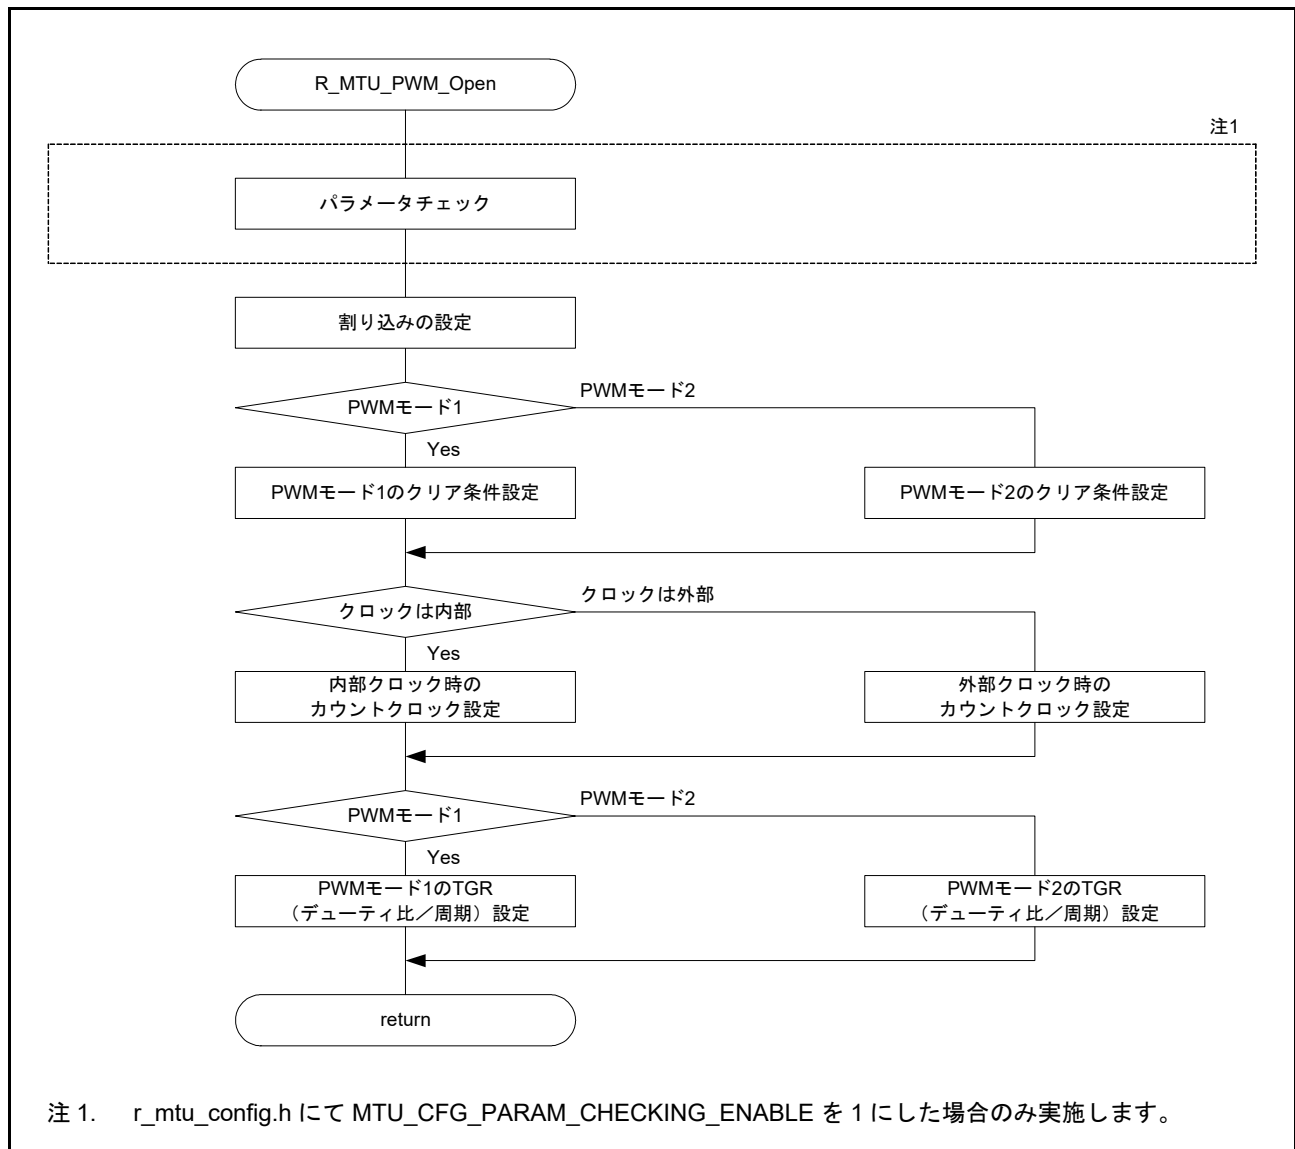 R_MTU_PWM_Open
注1
パラメータチェック
割り込みの設定
PWMモード1
PWMモード2
Yes
PWMモード1のクリア条件設定
PWMモード2のクリア条件設定
クロックは内部
クロックは外部
Yes
内部クロック時の
カウントクロック設定
外部クロック時の
カウントクロック設定
PWMモード1
PWMモード2
Yes
PWMモード1のTGR
（デューティ比／周期）設定
PWMモード2のTGR
（デューティ比／周期）設定
return
注 1. r_mtu_config.h にて MTU_CFG_PARAM_CHECKING_ENABLE を 1 にした場合のみ実施します。